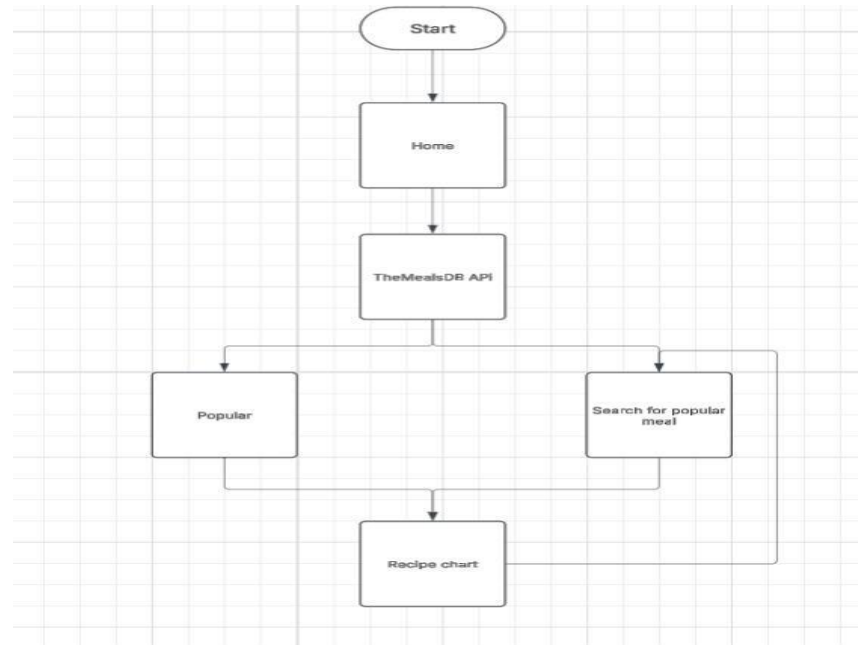 Start
Home
TheMealsDB APi
Popular
Search for popular
meal
Recipe chart